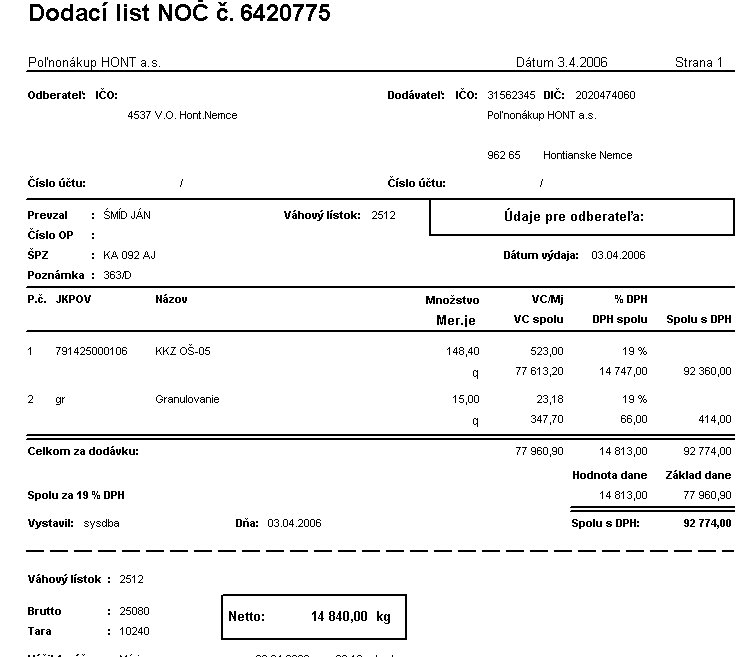 Dodací list NOČ č. 6420775
Poľnonákup HONT a.s. Dátum 3.4.2006 Strana 1
Odberateľ: IČO: Dodávateľ: IČO: 31562345 DIČ: 2020474060
4537 V.O. Hont.Nemce Poľnonákup HONT a.s.
962 65 Hontianske Nemce
Číslo účtu: / Číslo účtu: /
Prevzal : ŠMÍD JÁN Váhový lístok: 2512 Údaje pre odberateľa:
Číslo OP :
ŠPZ : KA 092 AJ Dátum výdaja: 03.04.2006
Poznámka : 363/D
P.č. JKPOV Názov Množstvo VC/Mj % DPH
Mer.je VC spolu DPH spolu Spolu s DPH
1 791425000106 KKZ OŠ-05 148,40 523,00 19 %
q 77 613,20 14 747,00 92 360,00
2 gr Granulovanie 15,00 23,18 19 %
q 347,70 66,00 414,00
Celkom za dodávku: 77 960,90 14 813,00 92 774,00
Hodnota dane Základ dane
Spolu za 19 % DPH 14 813,00 77 960,90
Vystavil: sysdba Dňa: 03.04.2006 Spolu s DPH: 92 774,00
Váhový lístok : 2512
Brutto : 25080 Netto: 14 840,00 kg
Tara : 10240